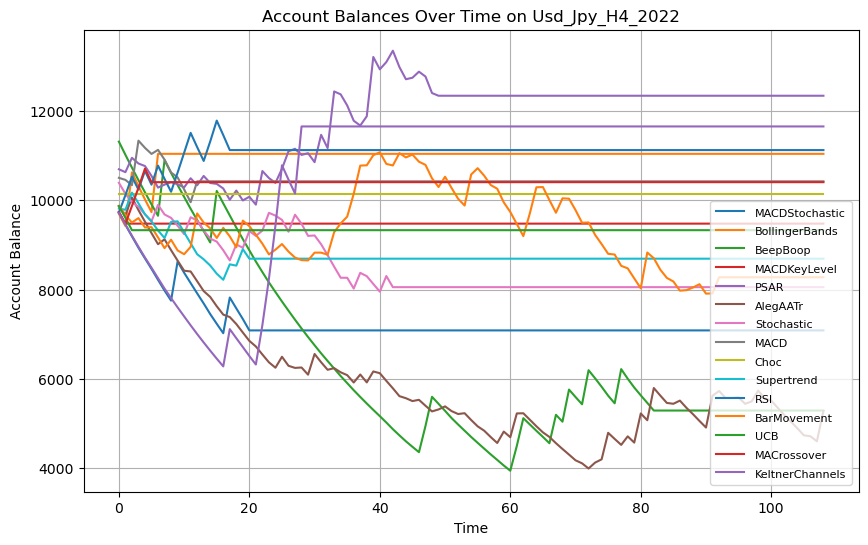 Account Balances Over Time on Usd_Jpy_H4_2022
Account Balance
12000
10000
8000
6000
4000
MACDStochastic
BollingerBands
BeepBoop
MACDKeyLevel
PSAR
AlegAATr
Stochastic
MACD
Choc
Supertrend
RSI
BarMovement
UCB
MACrossover
KeltnerChannels
0 20 40 60 80 100
Time